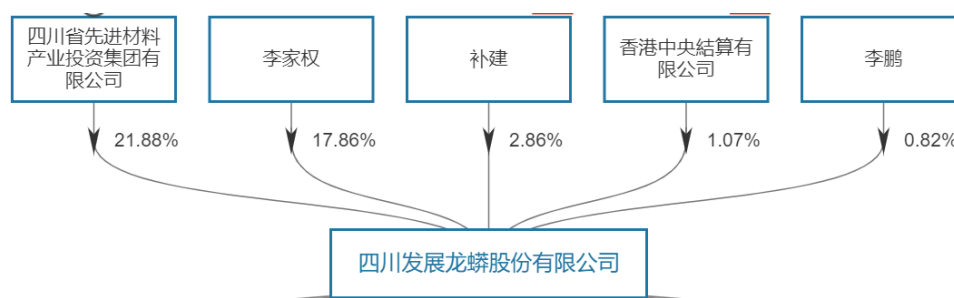 四川省先进材料
产业投资集团有
限公司
李家权
补建
香港中央結算有
限公司
李鹏
21.88%
17.86%
2.86%
1.07%
0.82%
四川发展龙蟒股份有限公司